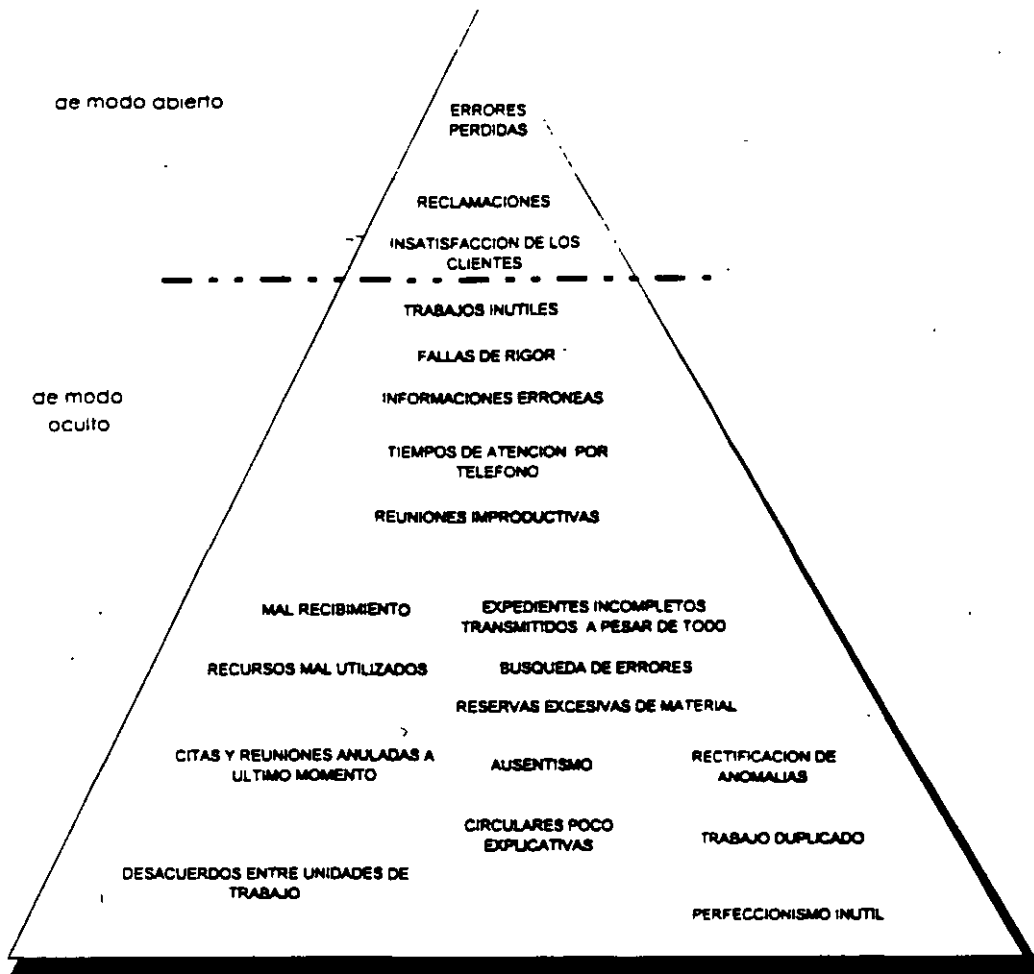 de modo abierto
ERRORES
PERDIDAS
RECLAMACIONES
INSATISFACCION DE LOS
CLIENTES
TRABAJOS INUTILES
FALLAS DE RIGOR
de modo
oculto
INFORMACIONES ERRONEAS
TIEMPOS DE ATENCION POR
TELEFONO
REUNIONES IMPRODUCTIVAS
MAL RECIBIMIENTO
EXPEDIENTES INCOMPLETOS
TRANSMITIDOS A PESAR DE TODO
RECURSOS MAL UTILIZADOS
BUSQUEDA DE ERRORES
RESERVAS EXCESIVAS DE MATERIAL
CITAS Y REUNIONES ANULADAS A
ULTIMO MOMENTO
AUSENTISMO
RECTIFICACION DE
ANOMALIAS
CIRCULARES POCO
EXPLICATIVAS
TRABAJO DUPLICADO
DESACUERDOS ENTRE UNIDADES DE
TRABAJO
PERFECCIONISMO INUTIL